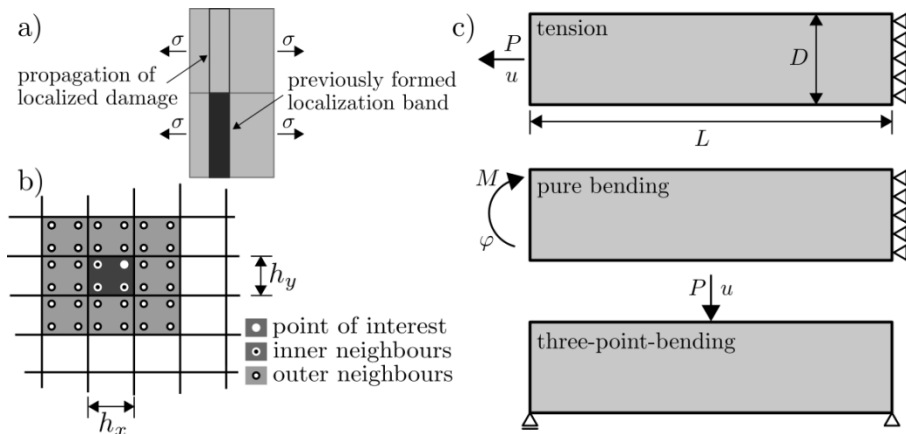 a)
σ
σ
propagation of
localized damage
previously formed
localization band
σ
σ
b)
h_y
point of interest
inner neighbours
outer neighbours
h_x
c)
tension
P
u
D
L
M
pure bending
φ
P
u
three-point-bending